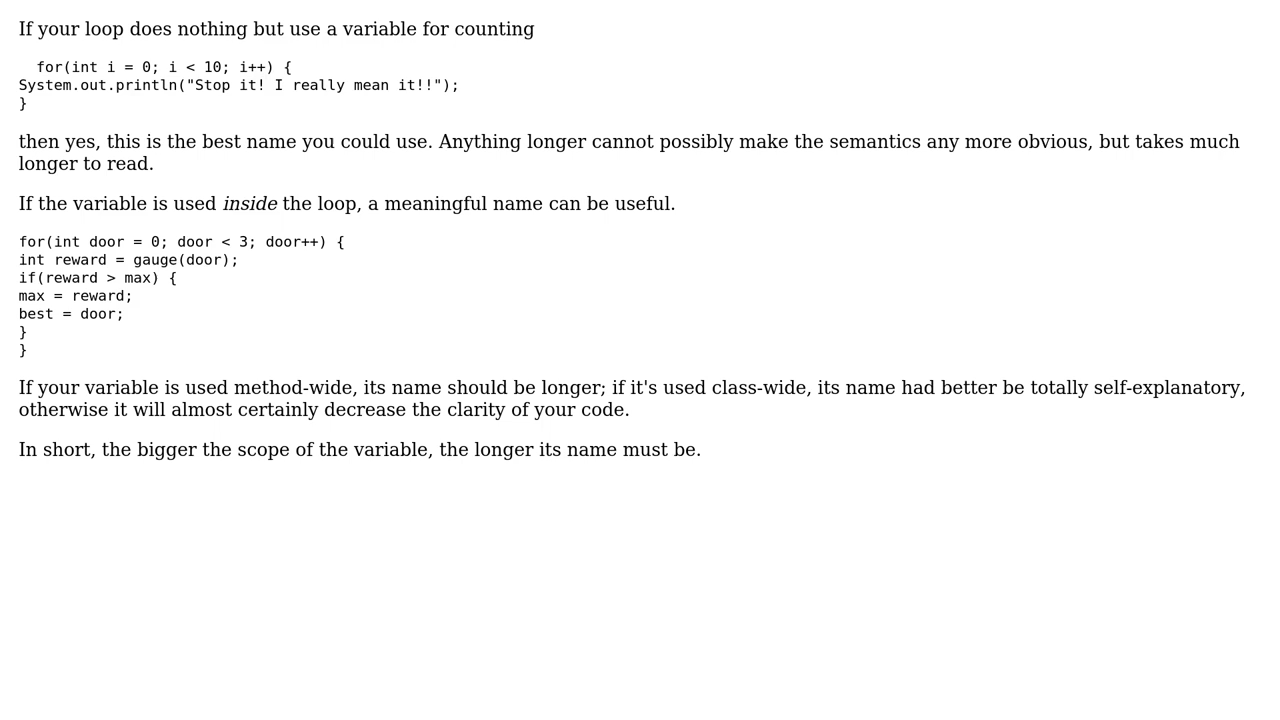 If your loop does nothing but use a variable for counting
  for(int i = 0; i < 10; i++) {
System.out.println("Stop it! I really mean it!!");
}
then yes, this is the best name you could use. Anything longer cannot possibly make the semantics any more obvious, but takes much
longer to read.
If the variable is used inside the loop, a meaningful name can be useful.
for(int door = 0; door < 3; door++) {
int reward = gauge(door);
if(reward > max) {
max = reward;
best = door;
}
}
If your variable is used method-wide, its name should be longer; if it's used class-wide, its name had better be totally self-explanatory,
otherwise it will almost certainly decrease the clarity of your code.
In short, the bigger the scope of the variable, the longer its name must be.